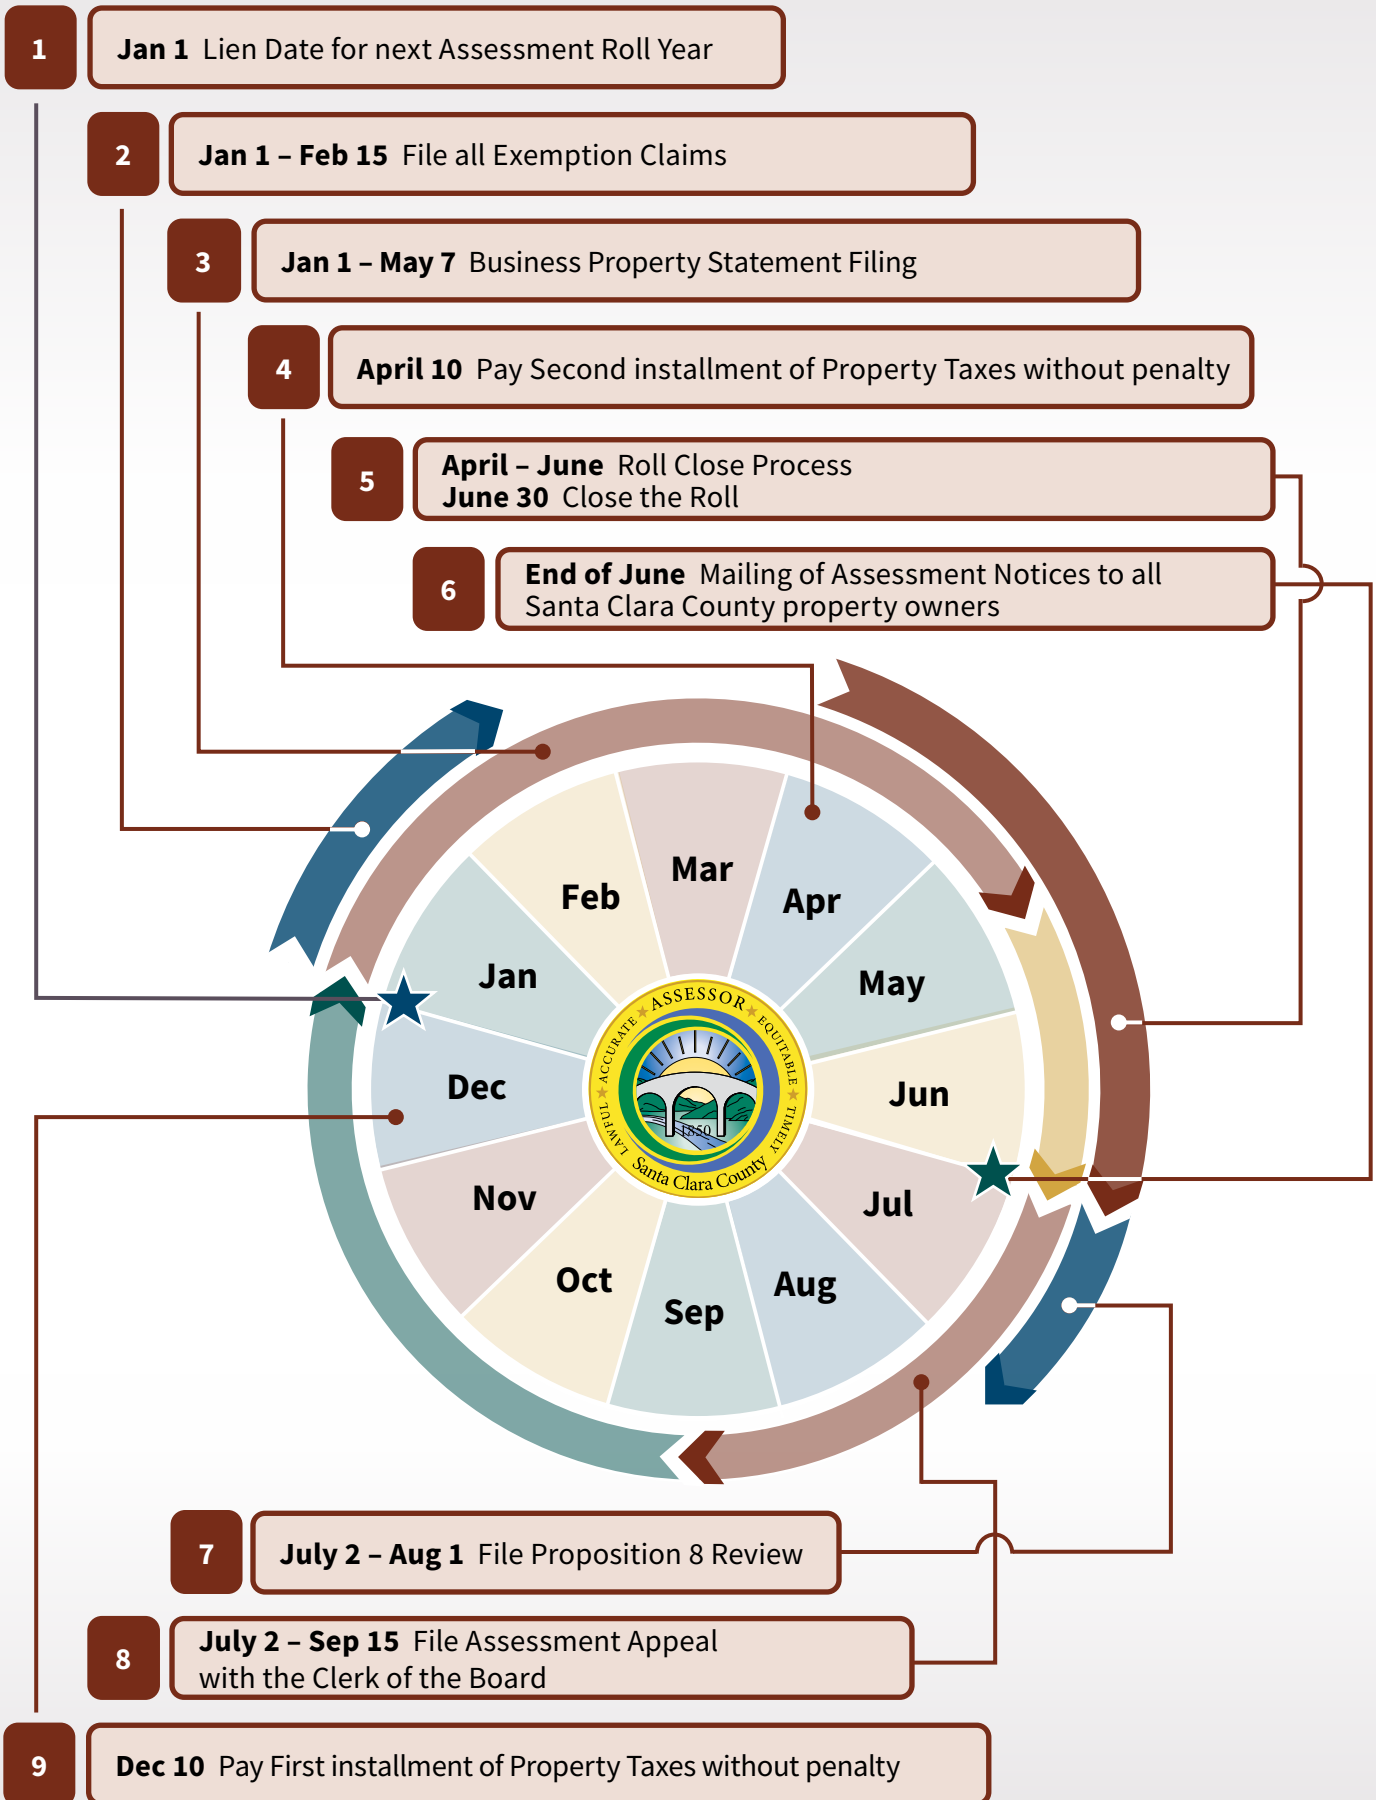 1
Jan 1 Lien Date for next Assessment Roll Year
2
Jan 1 – Feb 15 File all Exemption Claims
3
Jan 1 – May 7 Business Property Statement Filing
4
April 10 Pay Second installment of Property Taxes without penalty
5
April – June Roll Close Process
June 30 Close the Roll
6
End of June Mailing of Assessment Notices to all
Santa Clara County property owners
Mar
Feb
Apr
Jan
May
Dec
Jun
Nov
Jul
Oct
Aug
Sep
ASSESSOR
EQUITABLE
TIMELY
Santa Clara County
LAWFUL
ACCURATE
1850
7
July 2 – Aug 1 File Proposition 8 Review
8
July 2 – Sep 15 File Assessment Appeal
with the Clerk of the Board
9
Dec 10 Pay First installment of Property Taxes without penalty